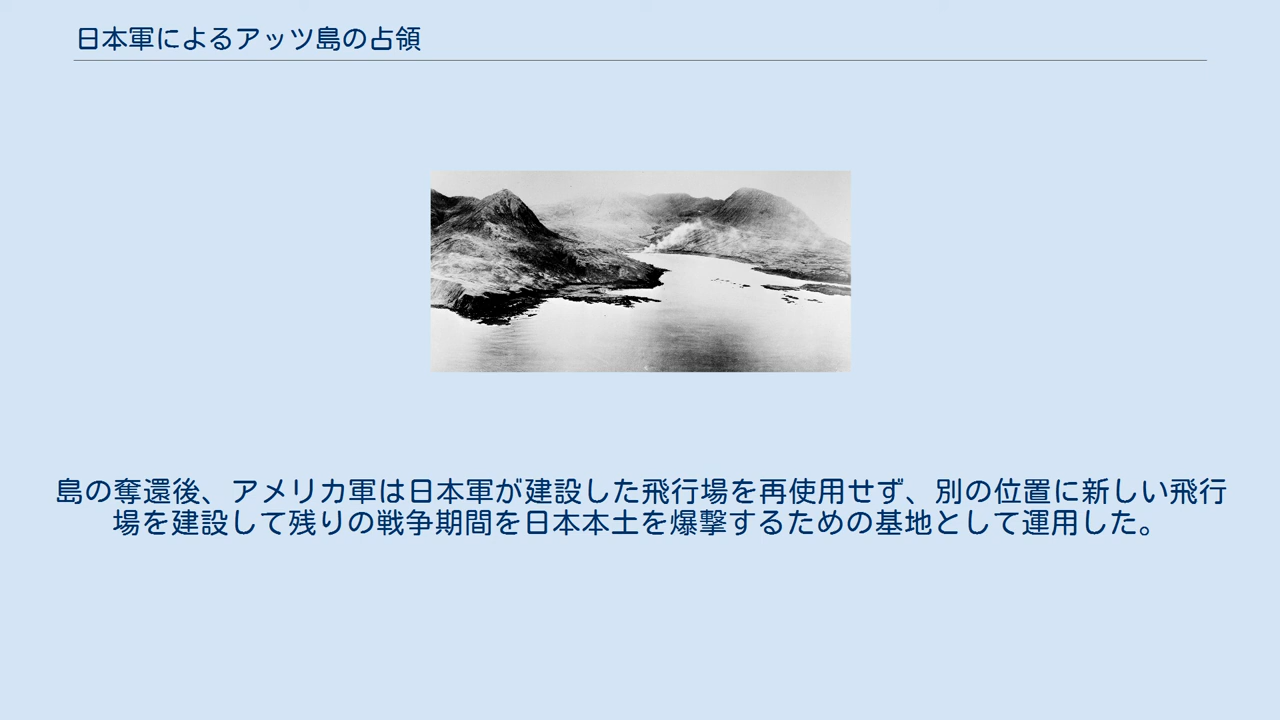 日本軍によるアッツ島の占領
島の奪還後、アメリカ軍は日本軍が建設した飛行場を再使用せず、別の位置に新しい飛行
場を建設して残りの戦争期間を日本本土を爆撃するための基地として運用した。